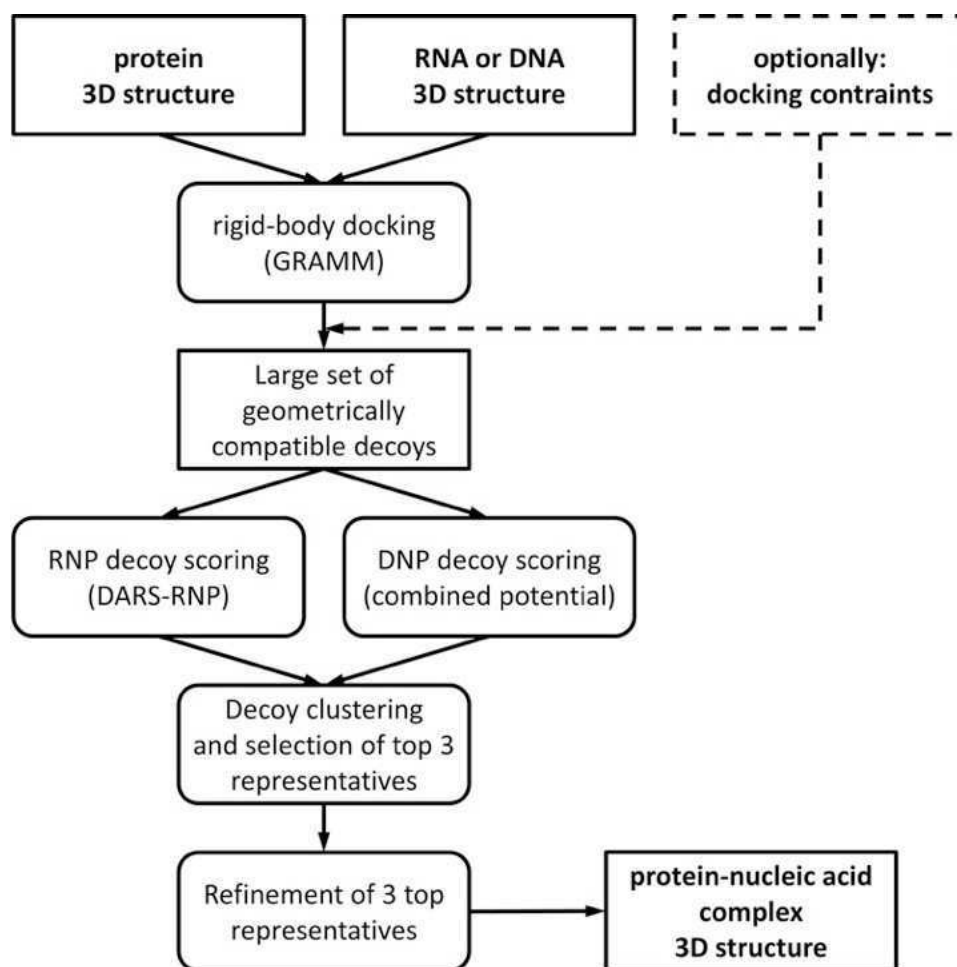 protein
3D structure
RNA or DNA
3D structure
optionally:
docking contraints
rigid-body docking
(GRAMM)
Large set of
geometrically
compatible decoys
RNP decoy scoring
(DARS-RNP)
DNP decoy scoring
(combined potential)
Decoy clustering
and selection of top 3
representatives
Refinement of 3 top
representatives
protein-nucleic acid
complex
3D structure